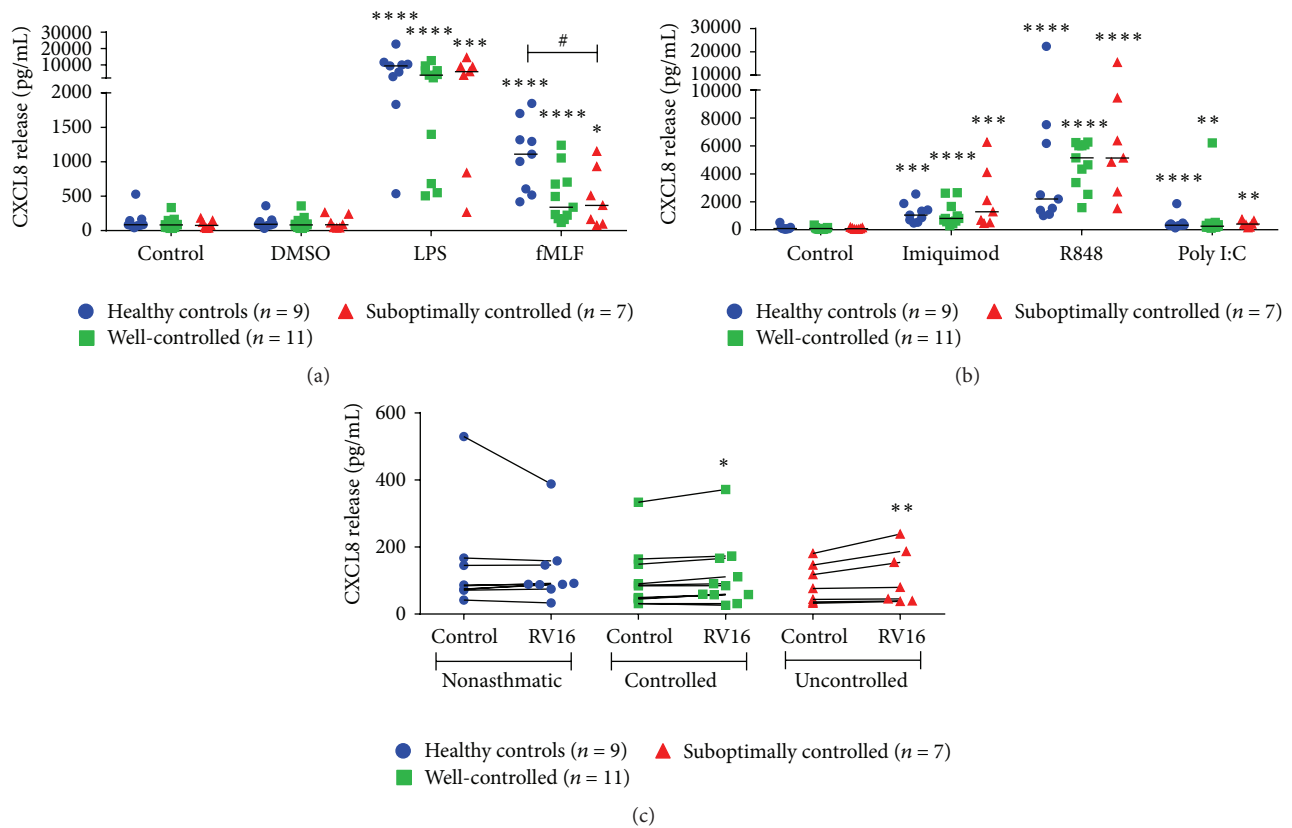 CXCL8 release (pg/mL)
30000
20000
10000
2000
1500
1000
500
0
**** **** ***
#
**** **** *
Control DMSO LPS fMLF
Healthy controls (n = 9) Suboptimally controlled (n = 7)
Well-controlled (n = 11)
(a)
CXCL8 release (pg/mL)
30000
20000
10000
10000
8000
6000
4000
2000
0
*** **** ***
**** **** ****
**** ** **
Control Imiquimod R848 Poly I:C
Healthy controls (n = 9) Suboptimally controlled (n = 7)
Well-controlled (n = 11)
(b)
CXCL8 release (pg/mL)
600
400
200
0
* **
Control RV16 Control RV16 Control RV16
Nonasthmatic Controlled Uncontrolled
Healthy controls (n = 9) Suboptimally controlled (n = 7)
Well-controlled (n = 11)
(c)